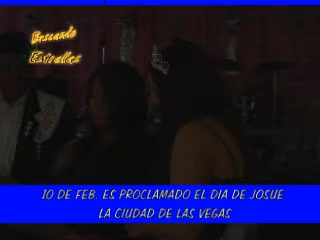 Buscando
Estrellas
10 DE FEB. ES PROCLAMADO EL DIA DE JOSUE
LA CIUDAD DE LAS VEGAS